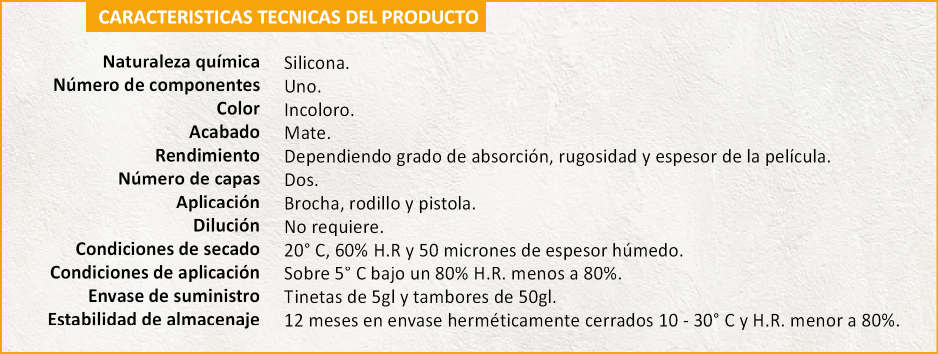 CARACTERISTICAS TECNICAS DEL PRODUCTO
Naturaleza química Silicona.
Número de componentes Uno.
Color Incoloro.
Acabado Mate.
Rendimiento Dependiendo grado de absorción, rugosidad y espesor de la película.
Número de capas Dos.
Aplicación Brocha, rodillo y pistola.
Dilución No requiere.
Condiciones de secado 20° C, 60% H.R y 50 micrones de espesor húmedo.
Condiciones de aplicación Sobre 5° C bajo un 80% H.R. menos a 80%.
Envase de suministro Tinetas de 5gl y tambores de 50gl.
Estabilidad de almacenaje 12 meses en envase herméticamente cerrados 10 - 30° C y H.R. menor a 80%.